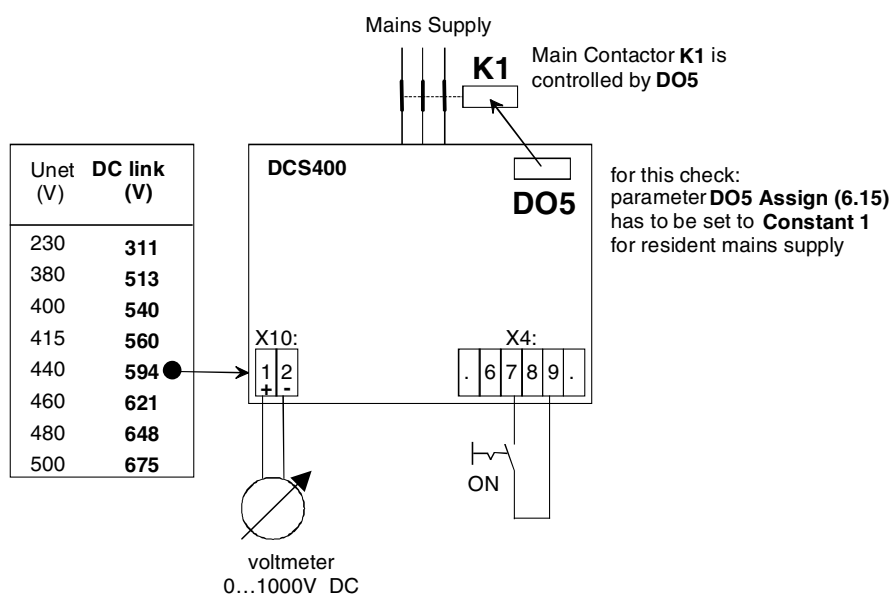 Mains Supply
K1
Main Contactor K1 is
controlled by DO5
Unet DC link
(V) (V)
230 311
380 513
400 540
415 560
440 594
460 621
480 648
500 675
DCS400
DO5
for this check:
parameter DO5 Assign (6.15)
has to be set to Constant 1
for resident mains supply
X10:
1 2
+ -
X4:
. 6 7 8 9 .
ON
voltmeter
0…1000V DC